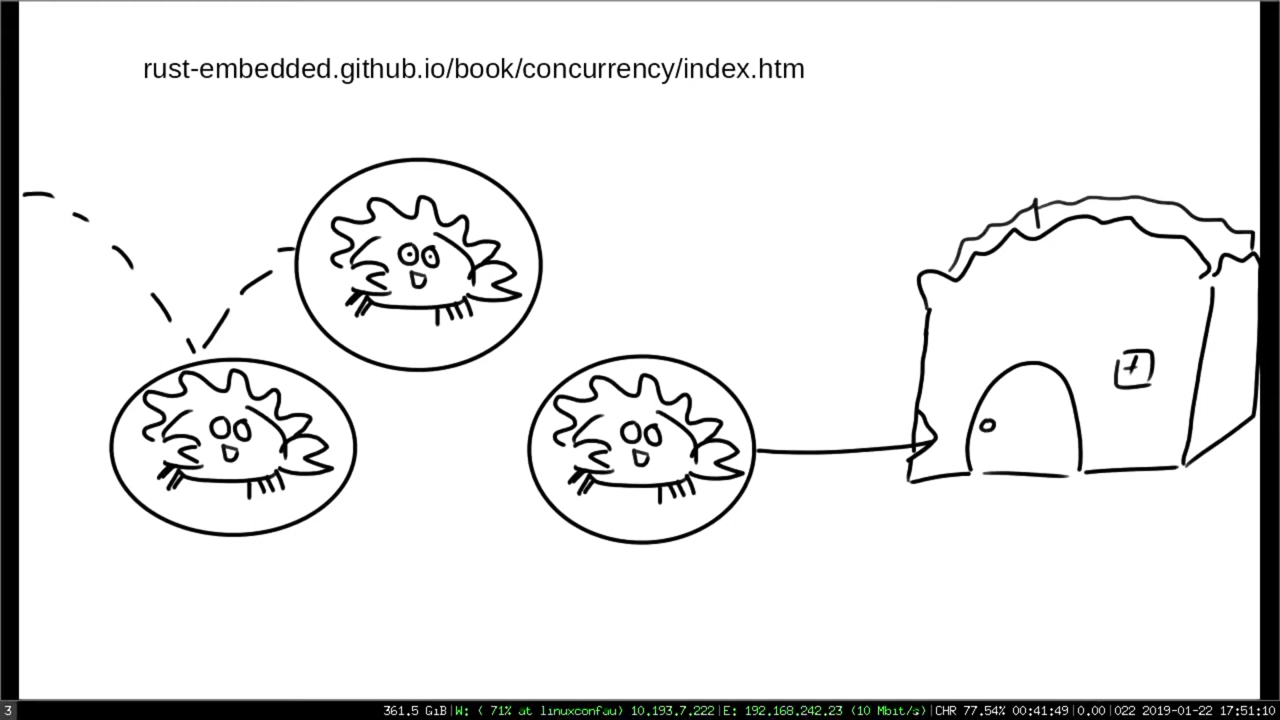 rust-embedded.github.io/book/concurrency/index.htm
3 361.5 GiB|W: ( 71% at linuxconfau) 10.193.7.222|E: 192.168.242.23 (10 Mbit/s)|CHR 77.54% 00:41:49|0.00|022 2019-01-22 17:51:10